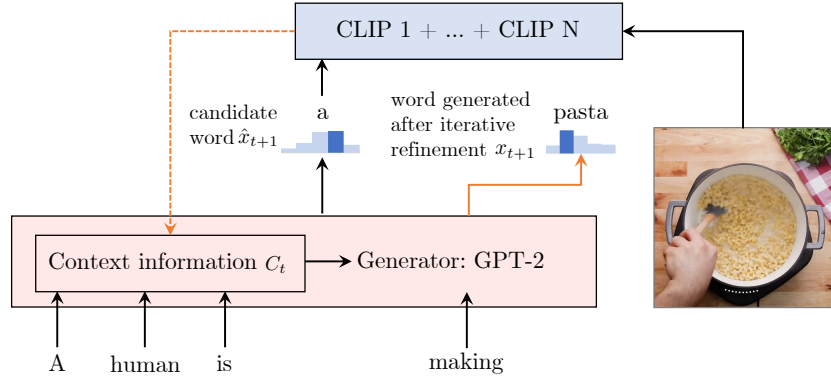 CLIP 1 + ... + CLIP N
candidate
word x̂ₜ₊₁
a
word generated
after iterative
refinement xₜ₊₁
pasta
Context information Cₜ
Generator: GPT-2
A human is making